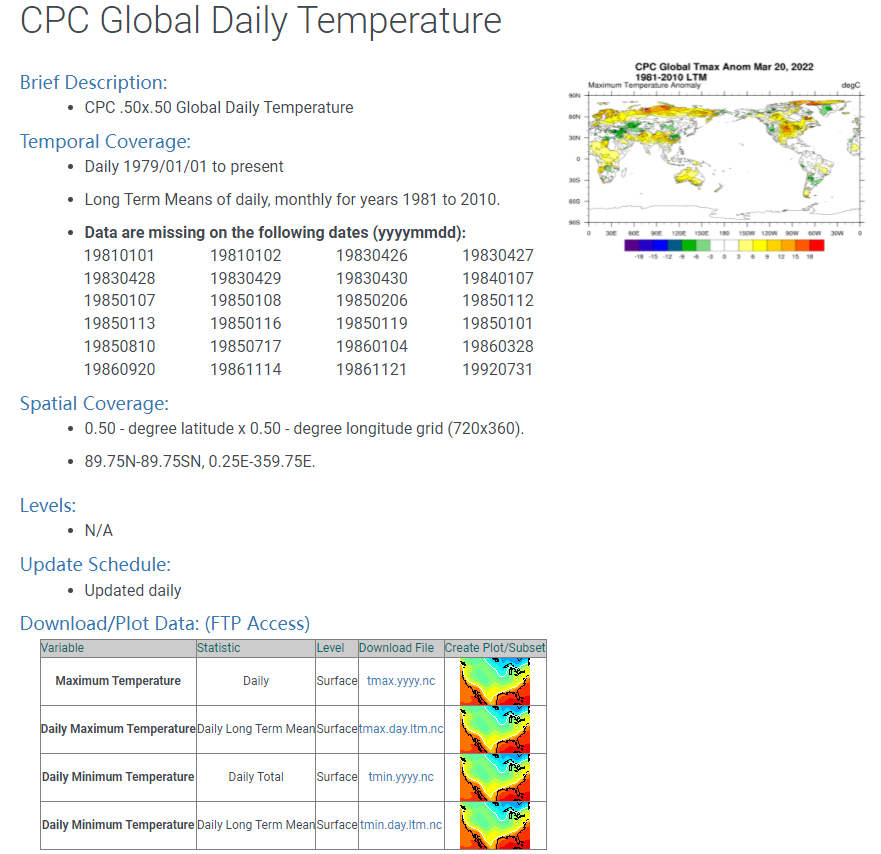 CPC Global Daily Temperature
Brief Description:
• CPC .50x.50 Global Daily Temperature
Temporal Coverage:
• Daily 1979/01/01 to present
• Long Term Means of daily, monthly for years 1981 to 2010.
• Data are missing on the following dates (yyyymmdd):
19810101 19810102 19830426 19830427
19830428 19830429 19830430 19840107
19850107 19850108 19850206 19850112
19850113 19850116 19850119 19850101
19850810 19850717 19860104 19860328
19860920 19861114 19861121 19920731
CPC Global Tmax Anom Mar 20, 2022
1981-2010 LTM
Maximum Temperature Anomaly degC
90N
60N
30N
0
30S
60S
90S
0 30E 60E 90E 120E 150E 180 150W 120W 90W 60W 30W 0
-18 -15 -12 -9 -6 -3 0 3 6 9 12 15 18
Spatial Coverage:
• 0.50 - degree latitude x 0.50 - degree longitude grid (720x360).
• 89.75N-89.75SN, 0.25E-359.75E.
Levels:
• N/A
Update Schedule:
• Updated daily
Download/Plot Data: (FTP Access)
Variable Statistic Level Download File Create Plot/Subset
Maximum Temperature Daily Surface tmax.yyyy.nc
Daily Maximum Temperature Daily Long Term Mean Surface tmax.day.ltm.nc
Daily Minimum Temperature Daily Total Surface tmin.yyyy.nc
Daily Minimum Temperature Daily Long Term Mean Surface tmin.day.ltm.nc